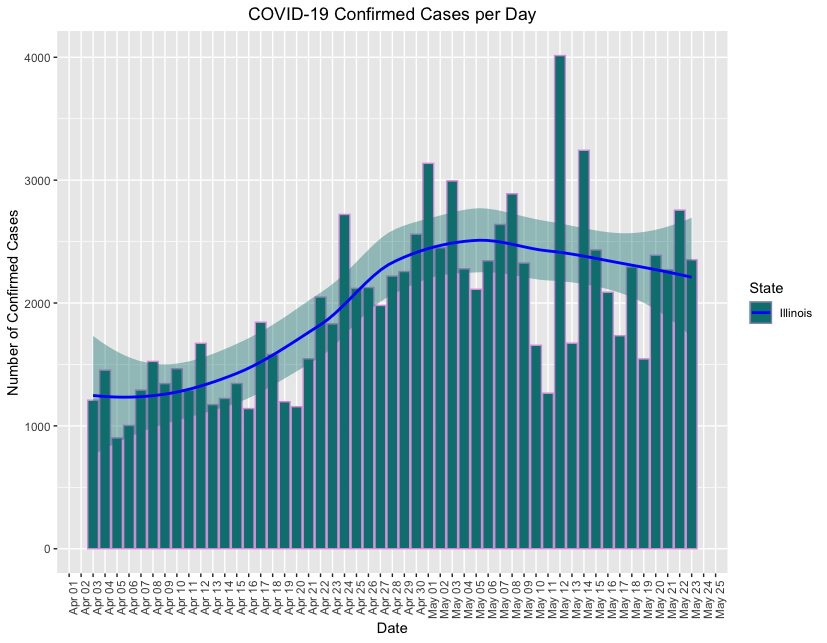 COVID-19 Confirmed Cases per Day
Number of Confirmed Cases
4000
3000
2000
1000
0
Apr 01
Apr 02
Apr 03
Apr 04
Apr 05
Apr 06
Apr 07
Apr 08
Apr 09
Apr 10
Apr 11
Apr 12
Apr 13
Apr 14
Apr 15
Apr 16
Apr 17
Apr 18
Apr 19
Apr 20
Apr 21
Apr 22
Apr 23
Apr 24
Apr 25
Apr 26
Apr 27
Apr 28
Apr 29
Apr 30
May 01
May 02
May 03
May 04
May 05
May 06
May 07
May 08
May 09
May 10
May 11
May 12
May 13
May 14
May 15
May 16
May 17
May 18
May 19
May 20
May 21
May 22
May 23
May 24
May 25
Date
State
Illinois